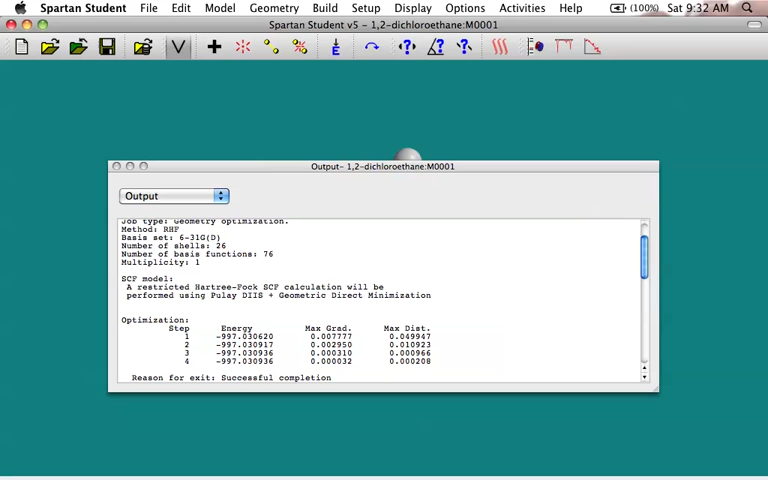 Spartan Student File Edit Model Geometry Build Setup Display Options Activities Help (100%) Sat 9:32 AM
Spartan Student v5 - 1,2-dichloroethane:M0001
Output- 1,2-dichloroethane:M0001
Output
Job type: Geometry optimization.
Method: RHF
Basis set: 6-31G(D)
Number of shells: 26
Number of basis functions: 76
Multiplicity: 1
SCF model:
A restricted Hartree-Fock SCF calculation will be
performed using Pulay DIIS + Geometric Direct Minimization
Optimization:
Step Energy Max Grad. Max Dist.
1 -997.030620 0.007777 0.049947
2 -997.030917 0.002950 0.010923
3 -997.030936 0.000310 0.000966
4 -997.030936 0.000032 0.000208
Reason for exit: Successful completion